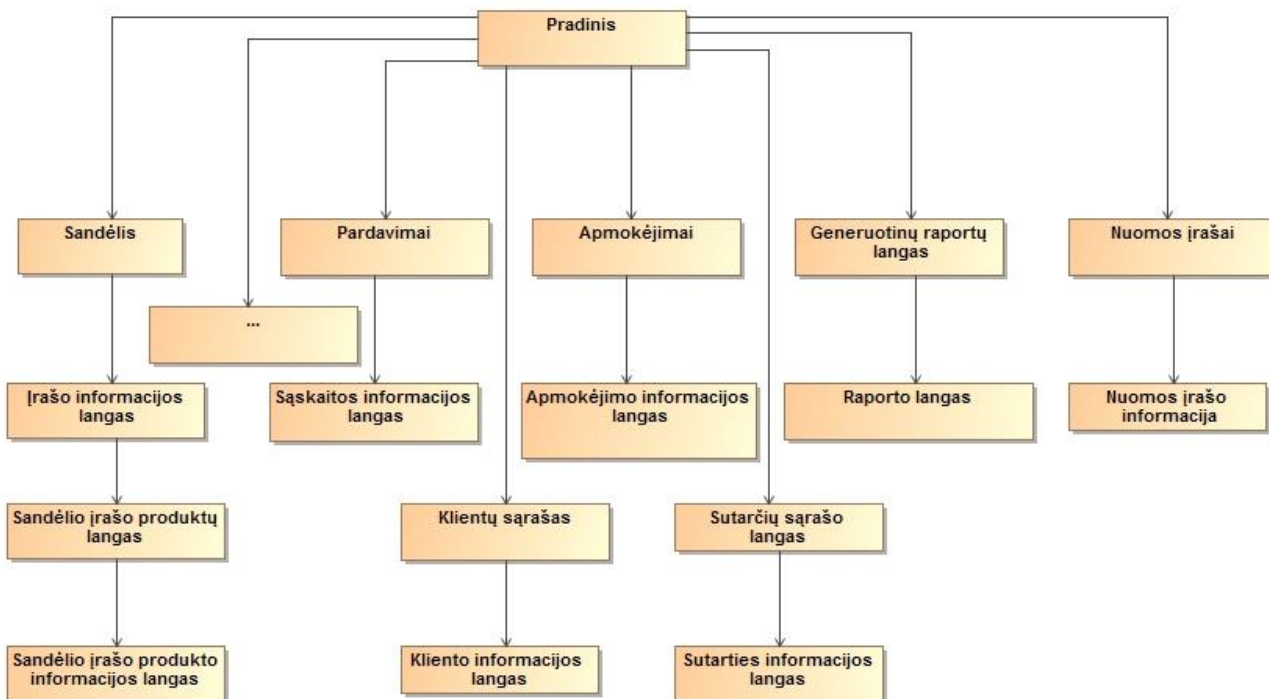 Pradinis
Sandėlis
Pardavimai
Apmokėjimai
Generuotinų raportų
langas
Nuomos įrašai
...
Įrašo informacijos
langas
Sąskaitos informacijos
langas
Apmokėjimo informacijos
langas
Raporto langas
Nuomos įrašo
informacija
Sandėlio įrašo produktų
langas
Klientų sąrašas
Sutarčių sąrašo
langas
Sandėlio įrašo produkto
informacijos langas
Kliento informacijos
langas
Sutarties informacijos
langas